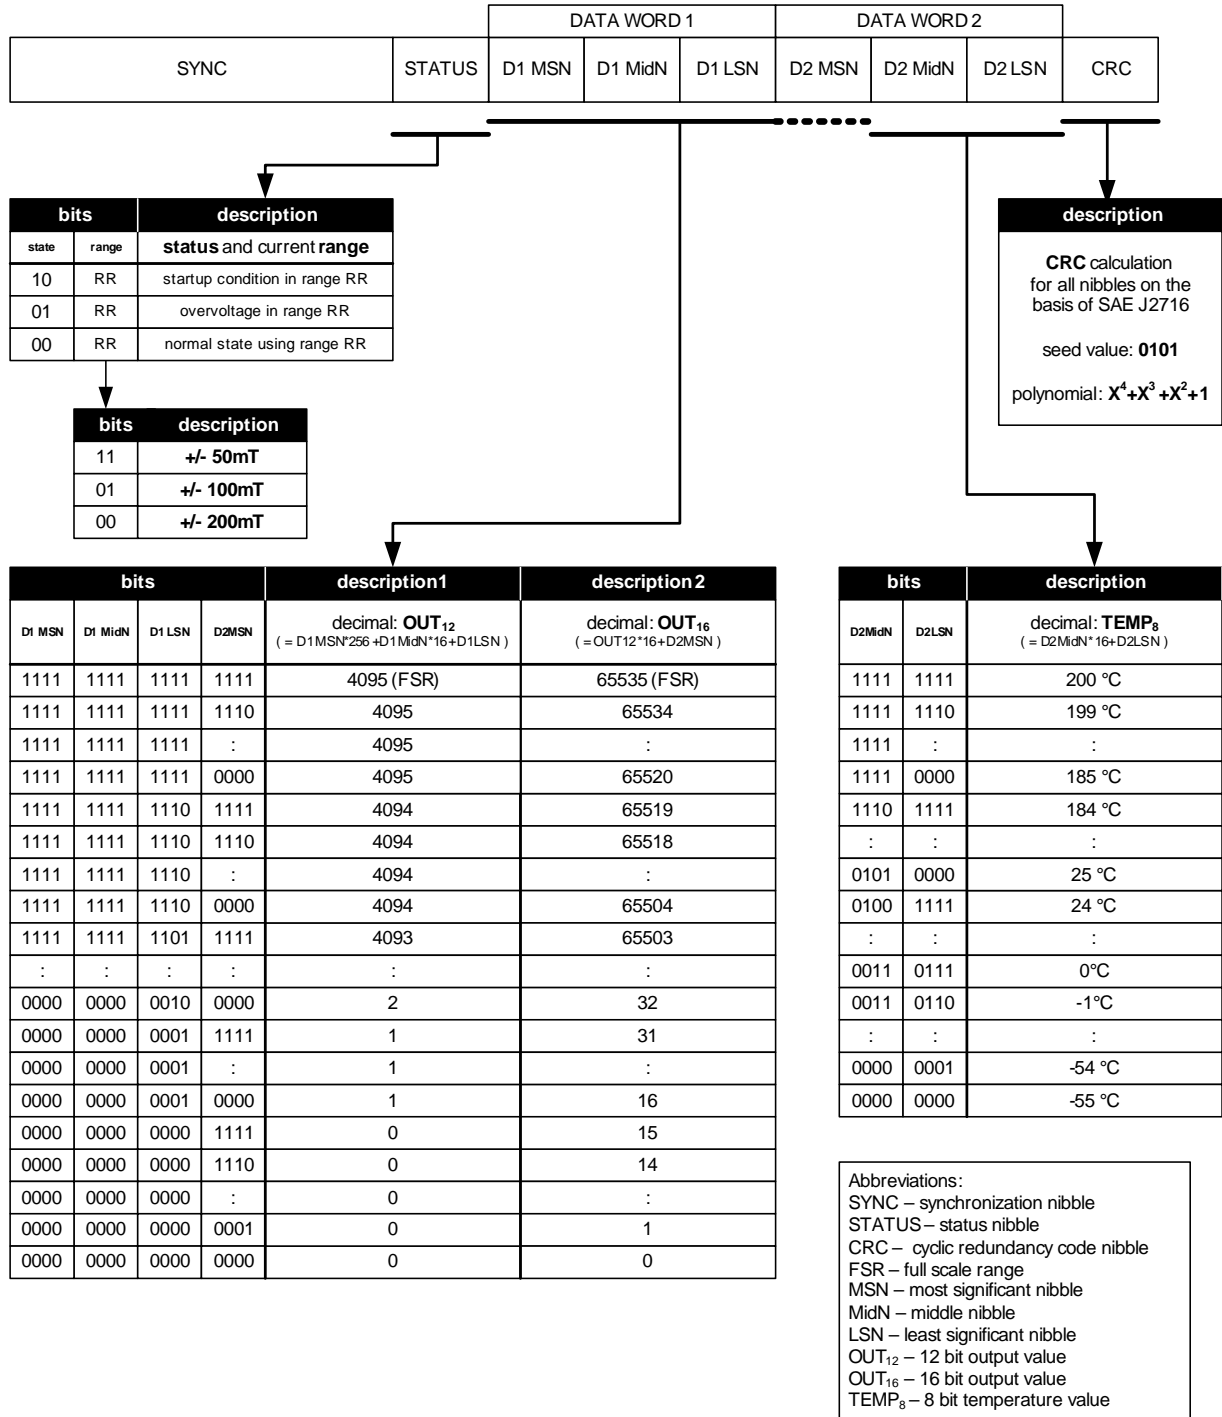 DATA WORD 1 DATA WORD 2
SYNC STATUS D1 MSN D1 MidN D1 LSN D2 MSN D2 MidN D2 LSN CRC
bits description
state range status and current range
10 RR startup condition in range RR
01 RR overvoltage in range RR
00 RR normal state using range RR
bits description
11 +/- 50mT
01 +/- 100mT
00 +/- 200mT
description
CRC calculation
for all nibbles on the
basis of SAE J2716
seed value: 0101
polynomial: X⁴+X³+X²+1
bits description1 description 2
D1 MSN D1 MidN D1 LSN D2MSN decimal: OUT₁₂ decimal: OUT₁₆
( = D1MSN*256 +D1MidN*16+D1LSN ) ( =OUT12*16+D2MSN )
1111 1111 1111 1111 4095 (FSR) 65535 (FSR)
1111 1111 1111 1110 4095 65534
1111 1111 1111 : 4095 :
1111 1111 1111 0000 4095 65520
1111 1111 1110 1111 4094 65519
1111 1111 1110 1110 4094 65518
1111 1111 1110 : 4094 :
1111 1111 1110 0000 4094 65504
1111 1111 1101 1111 4093 65503
: : : : : :
0000 0000 0010 0000 2 32
0000 0000 0001 1111 1 31
0000 0000 0001 : 1 :
0000 0000 0001 0000 1 16
0000 0000 0000 1111 0 15
0000 0000 0000 1110 0 14
0000 0000 0000 : 0 :
0000 0000 0000 0001 0 1
0000 0000 0000 0000 0 0
bits description
D2MidN D2LSN decimal: TEMP₈
( = D2MidN*16+D2LSN )
1111 1111 200 °C
1111 1110 199 °C
1111 : :
1111 0000 185 °C
1110 1111 184 °C
: : :
0101 0000 25 °C
0100 1111 24 °C
: : :
0011 0111 0°C
0011 0110 -1°C
: : :
0000 0001 -54 °C
0000 0000 -55 °C
Abbreviations:
SYNC – synchronization nibble
STATUS – status nibble
CRC – cyclic redundancy code nibble
FSR – full scale range
MSN – most significant nibble
MidN – middle nibble
LSN – least significant nibble
OUT₁₂ – 12 bit output value
OUT₁₆ – 16 bit output value
TEMP₈ – 8 bit temperature value